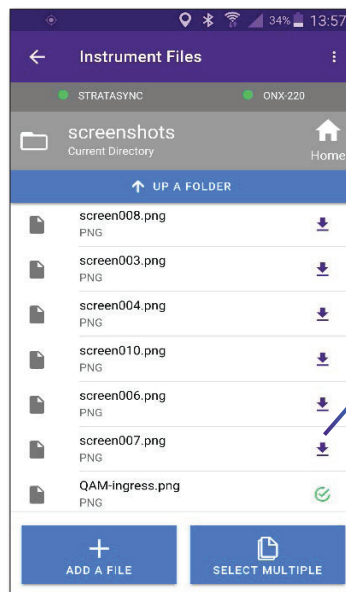 34% 13:57
Instrument Files
STRATASYNC ONX-220
screenshots
Current Directory
Home
UP A FOLDER
screen008.png
PNG
screen003.png
PNG
screen004.png
PNG
screen010.png
PNG
screen006.png
PNG
screen007.png
PNG
QAM-ingress.png
PNG
ADD A FILE SELECT MULTIPLE